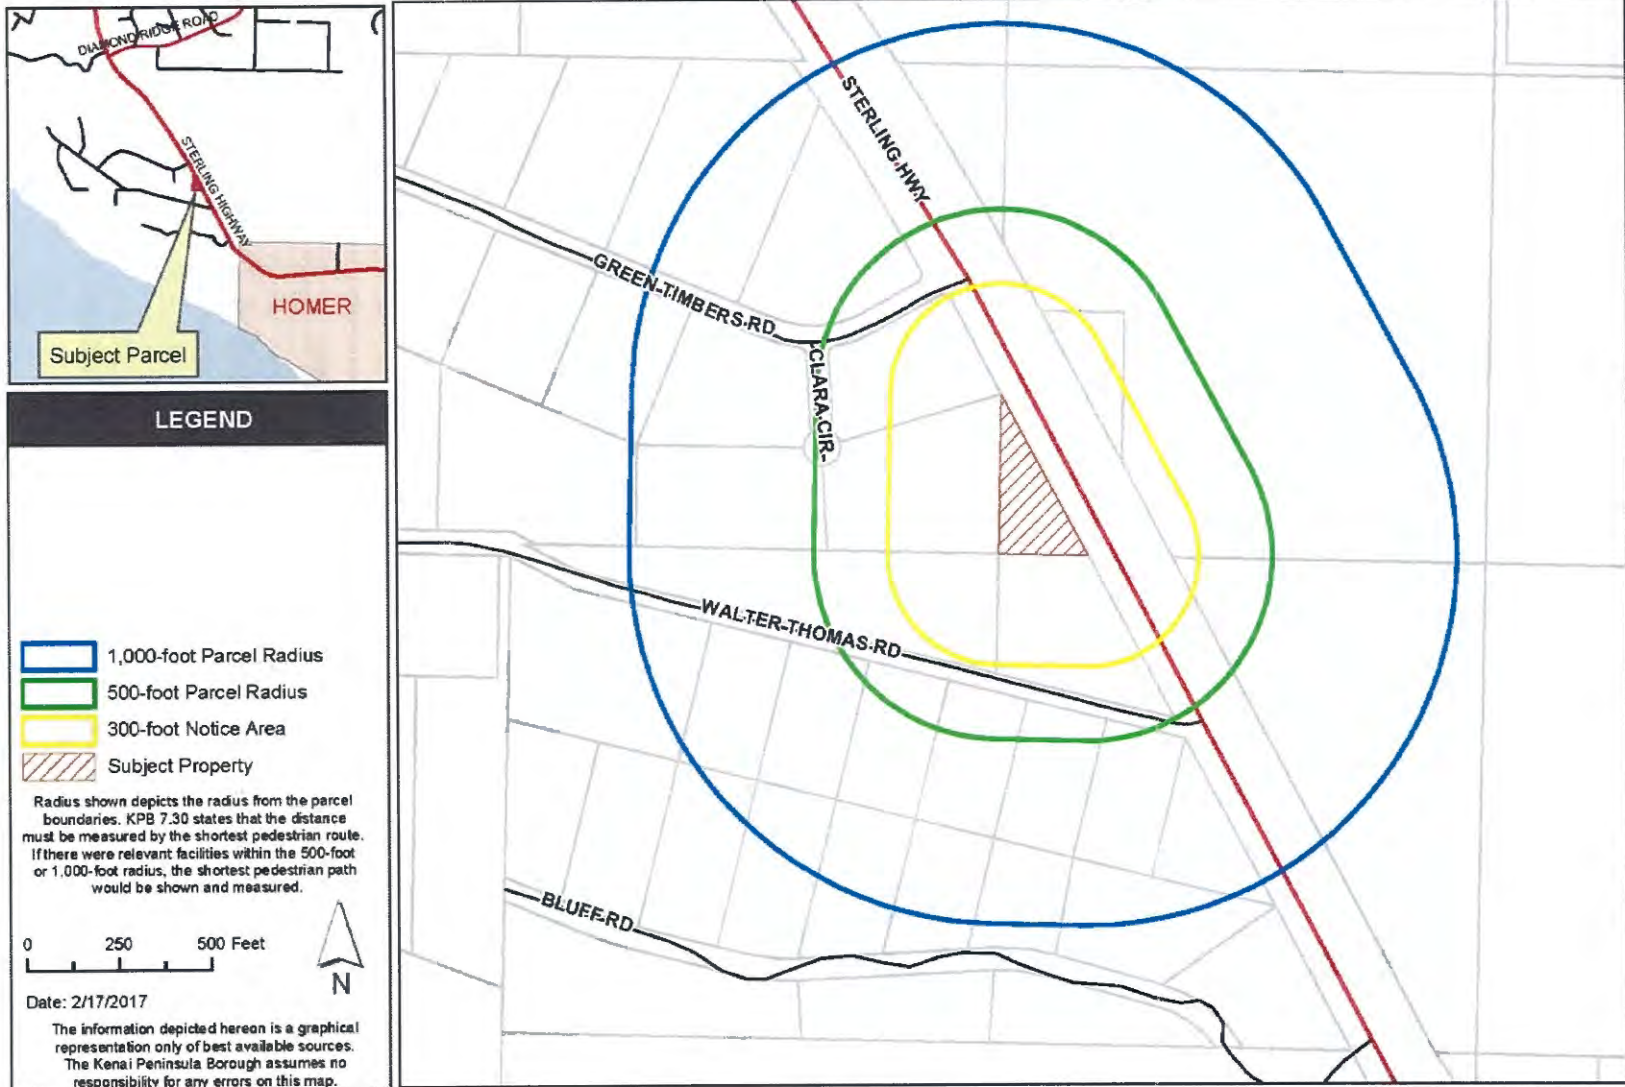 DIAMOND RIDGE ROAD
STERLING HIGHWAY
HOMER
Subject Parcel
LEGEND
1,000-foot Parcel Radius
500-foot Parcel Radius
300-foot Notice Area
Subject Property
Radius shown depicts the radius from the parcel
boundaries. KPB 7.30 states that the distance
must be measured by the shortest pedestrian route.
If there were relevant facilities within the 500-foot
or 1,000-foot radius, the shortest pedestrian path
would be shown and measured.
0 250 500 Feet
N
Date: 2/17/2017
The information depicted hereon is a graphical
representation only of best available sources.
The Kenai Peninsula Borough assumes no
responsibility for any errors on this map.
STERLING HWY
GREEN TIMBERS RD
CLARA CIR
WALTER THOMAS RD
BLUFF RD